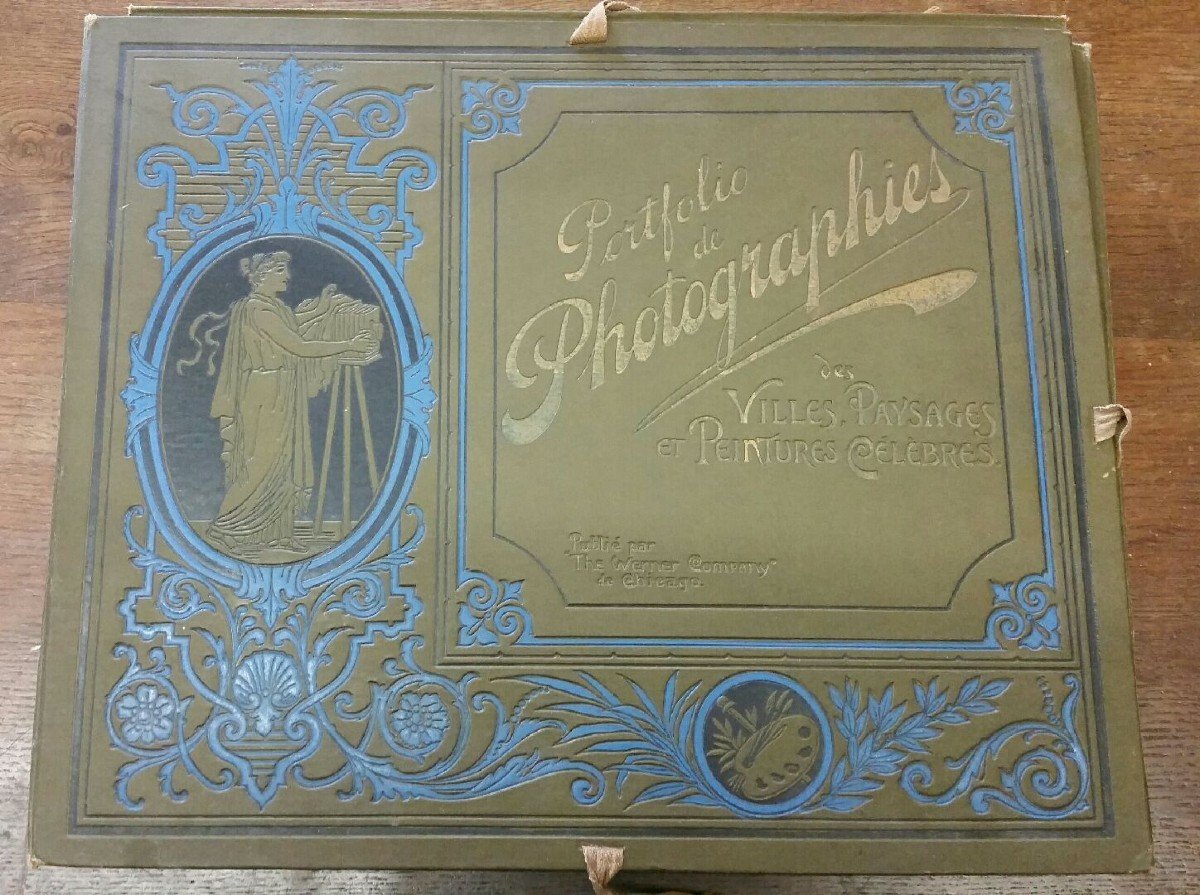 Portfolio
de
Photographies
des
Villes, Paysages
et Peintures Célèbres.
Publié par
"The Werner Company"
de Chicago.